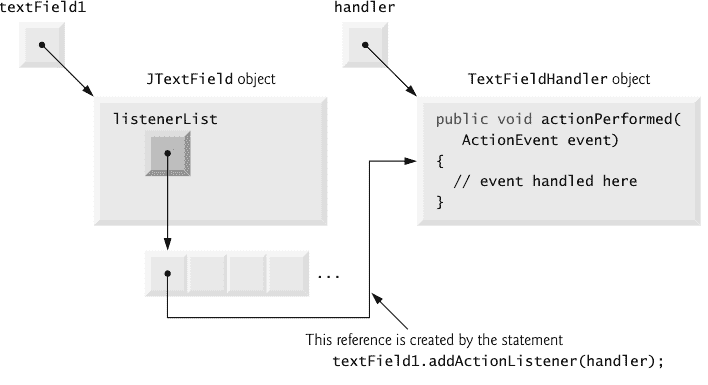 textField1
handler
JTextField object
TextFieldHandler object
listenerList
public void actionPerformed(
ActionEvent event)
{
// event handled here
}
...
This reference is created by the statement
textField1.addActionListener(handler);